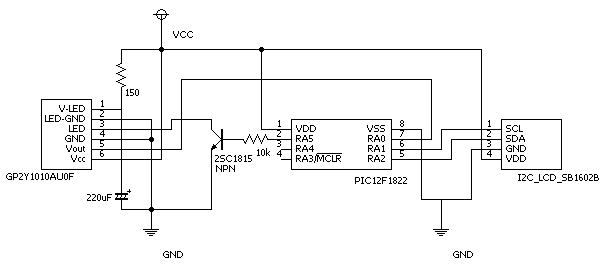 VCC
150
V-LED 1
LED-GND 2
LED 3
GND 4
Vout 5
Vcc 6
GP2Y1010AU0F
220uF
+
2SC1815
NPN
10k
1 VDD VSS 8
2 RA5 RA0 7
3 RA4 RA1 6
4 RA3/MCLR RA2 5
PIC12F1822
1 SCL
2 SDA
3 GND
4 VDD
I2C_LCD_SB1602B
GND
GND